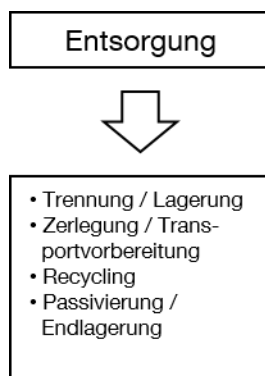 Entsorgung
• Trennung / Lagerung
• Zerlegung / Trans-
portvorbereitung
• Recycling
• Passivierung /
Endlagerung